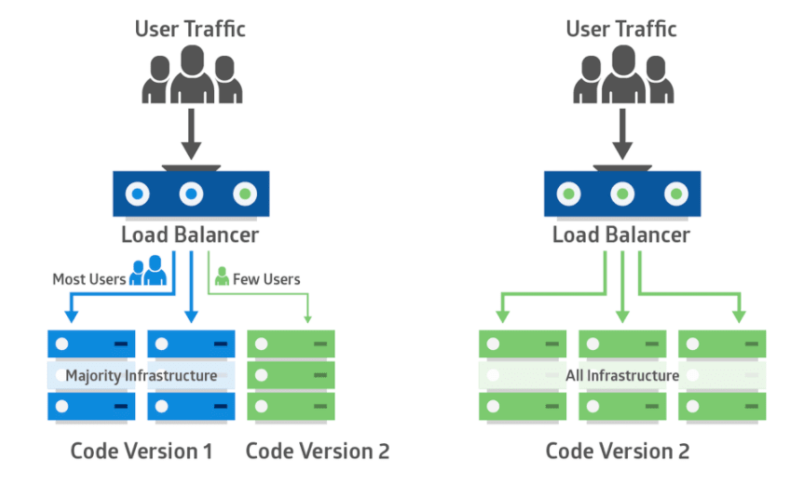 User Traffic
Load Balancer
Most Users
Few Users
Majority Infrastructure
Code Version 1
Code Version 2
User Traffic
Load Balancer
All Infrastructure
Code Version 2